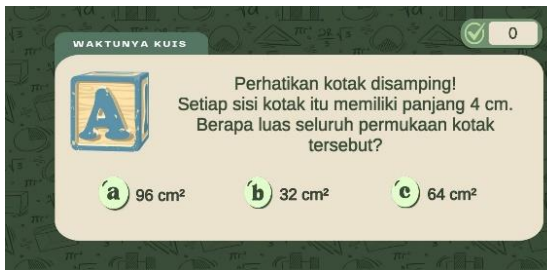 0
WAKTUNYA KUIS
A
Perhatikan kotak disamping!
Setiap sisi kotak itu memiliki panjang 4 cm.
Berapa luas seluruh permukaan kotak
tersebut?
a 96 cm² b 32 cm² c 64 cm²